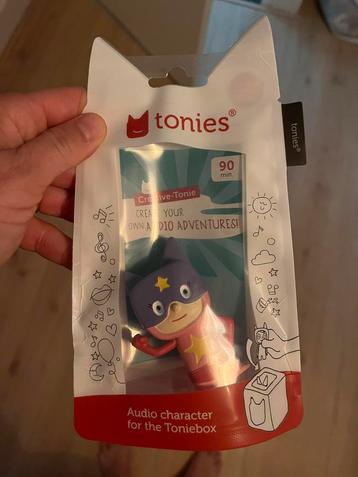 tonies®
tonies®
90
min.
Creative-Tonie
CREATE YOUR
OWN AUDIO ADVENTURES!
Audio character
for the Toniebox